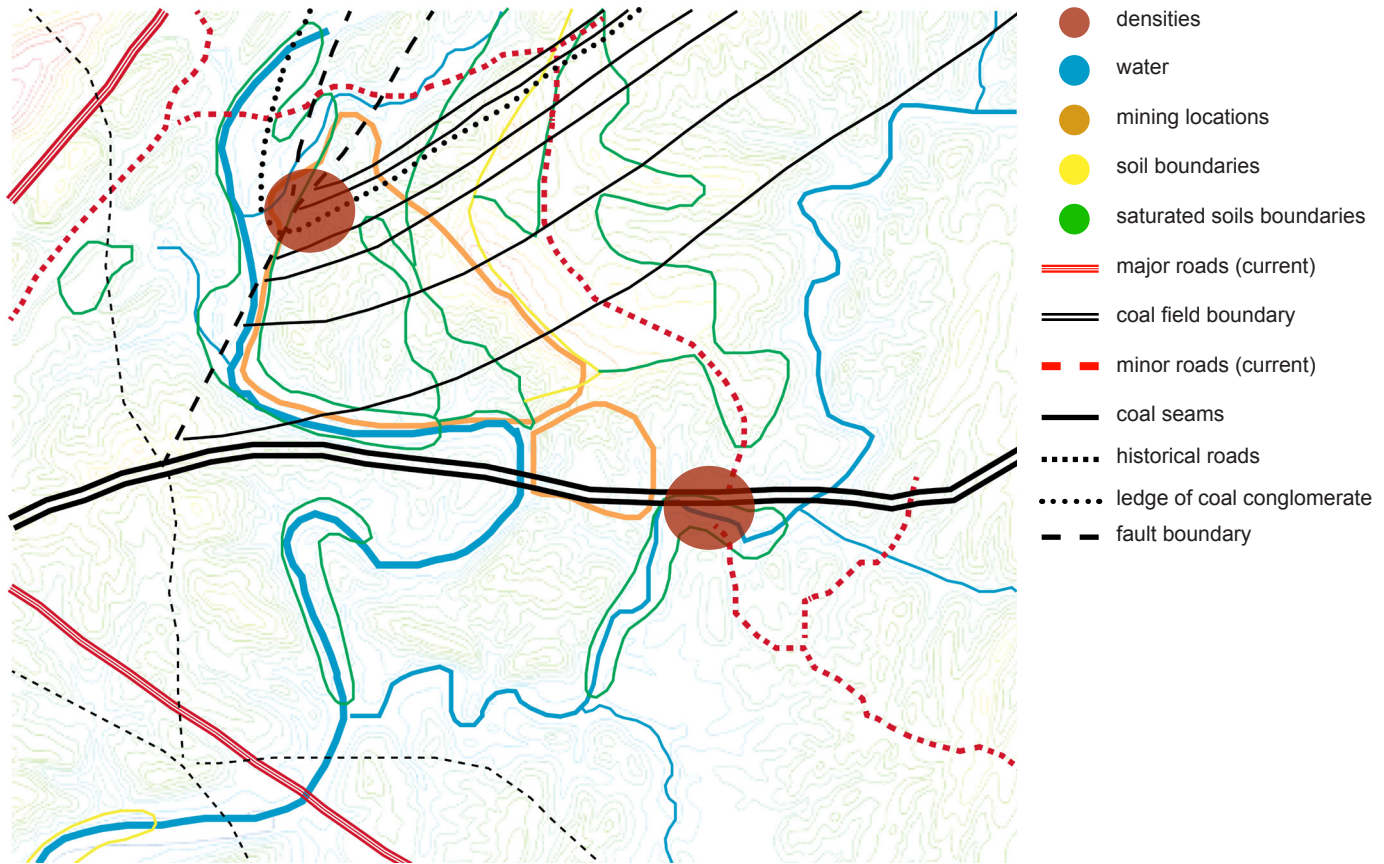 densities
water
mining locations
soil boundaries
saturated soils boundaries
major roads (current)
coal field boundary
minor roads (current)
coal seams
historical roads
ledge of coal conglomerate
fault boundary